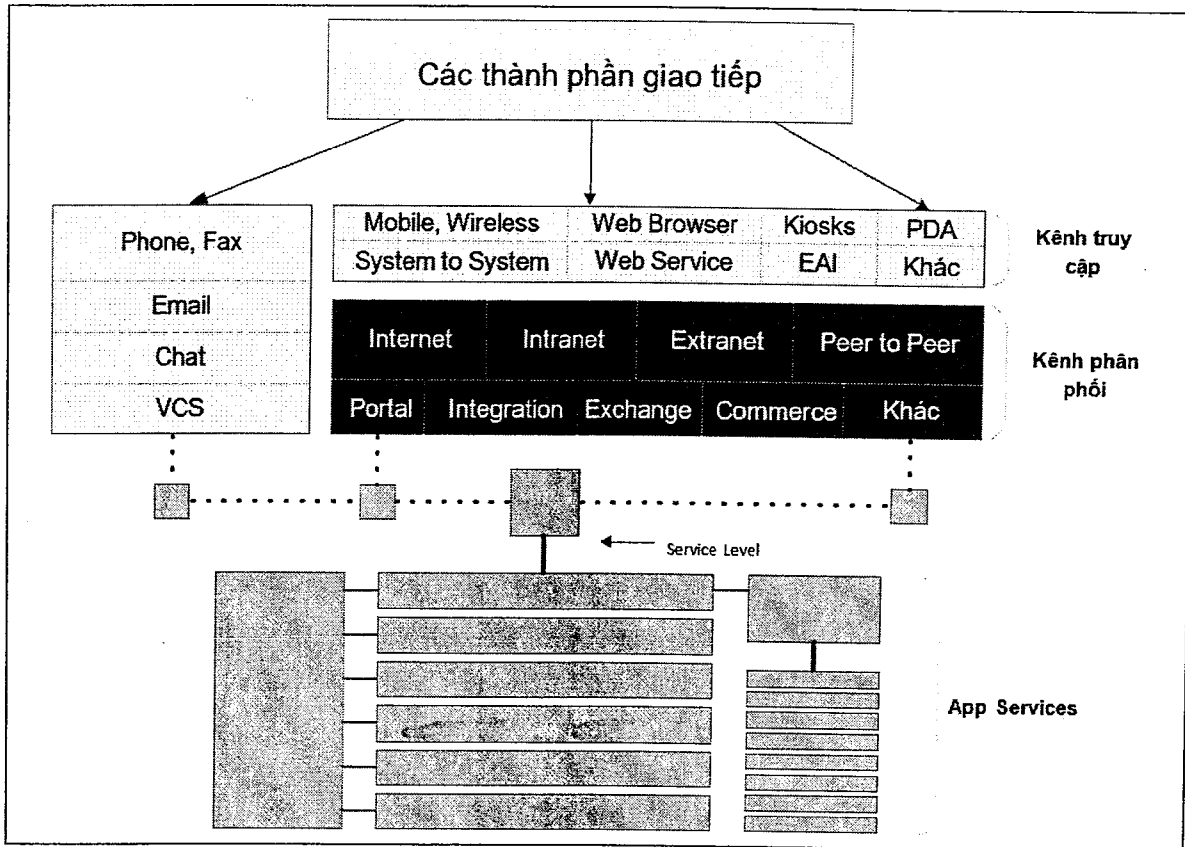 Các thành phần giao tiếp
Phone, Fax
Email
Chat
VCS
Mobile, Wireless Web Browser Kiosks PDA
System to System Web Service EAI Khác
Kênh truy
cập
Internet Intranet Extranet Peer to Peer
Portal Integration Exchange Commerce Khác
Kênh phân
phối
Service Level
App Services